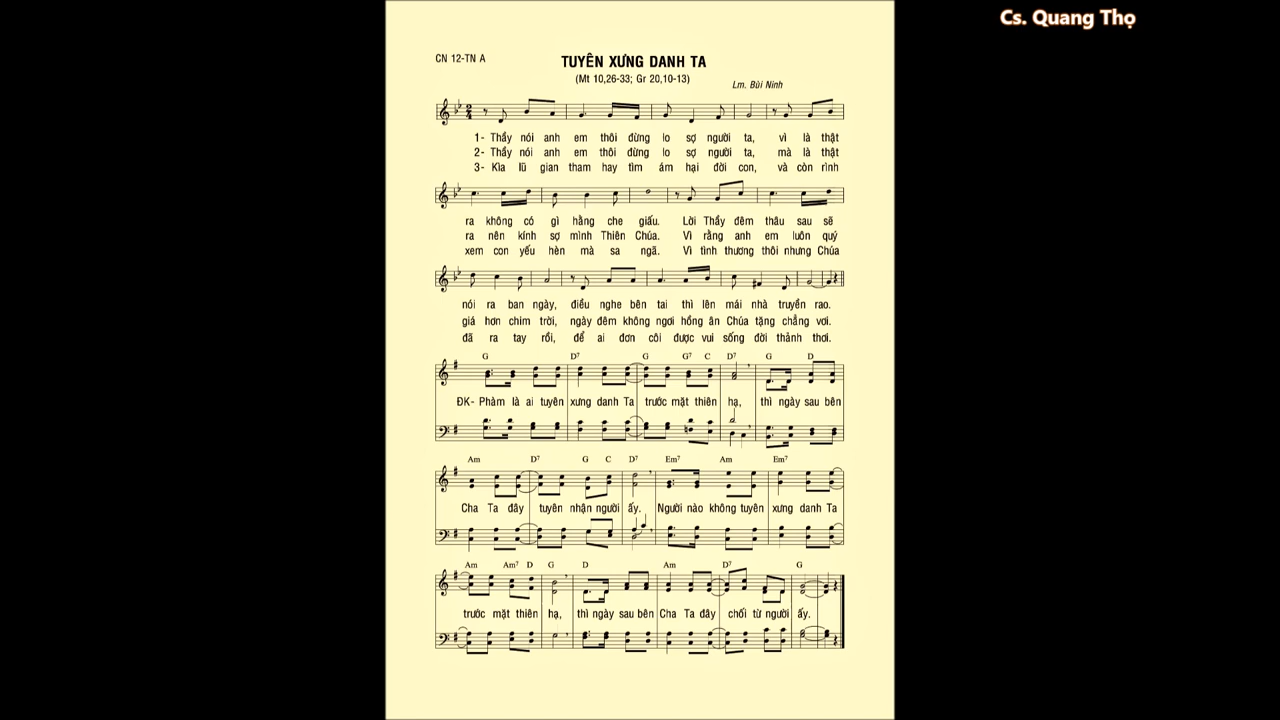 Cs. Quang Thọ
CN 12-TN A
TUYÊN XƯNG DANH TA
(Mt 10,26-33; Gr 20,10-13)
Lm. Bùi Ninh
1- Thầy nói anh em thôi đừng lo sợ người ta, vì là thật
2- Thầy nói anh em thôi đừng lo sợ người ta, mà là thật
3- Kìa lũ gian tham hay tìm ám hại đời con, và còn rình
ra không có gì hằng che giấu. Lời Thầy đêm thâu sau sẽ
ra nên kính sợ mình Thiên Chúa. Vì rằng anh em luôn quý
xem con yếu hèn mà sa ngã. Vì tình thương thôi nhưng Chúa
nói ra ban ngày, điều nghe bên tai thì lên mái nhà truyền rao.
giá hơn chim trời, ngày đêm không ngơi hồng ân Chúa tặng chẳng vơi.
đã ra tay rồi, để ai đơn côi được vui sống đời thảnh thơi.
G D7 G G7 C D7 G D
ĐK- Phàm là ai tuyên xưng danh Ta trước mặt thiên hạ, thì ngày sau bên
Am D7 G C D7 Em7 Am Em7
Cha Ta đây tuyên nhận người ấy. Người nào không tuyên xưng danh Ta
Am Am7 D G D Am D7 G
trước mặt thiên hạ, thì ngày sau bên Cha Ta đây chối từ người ấy.